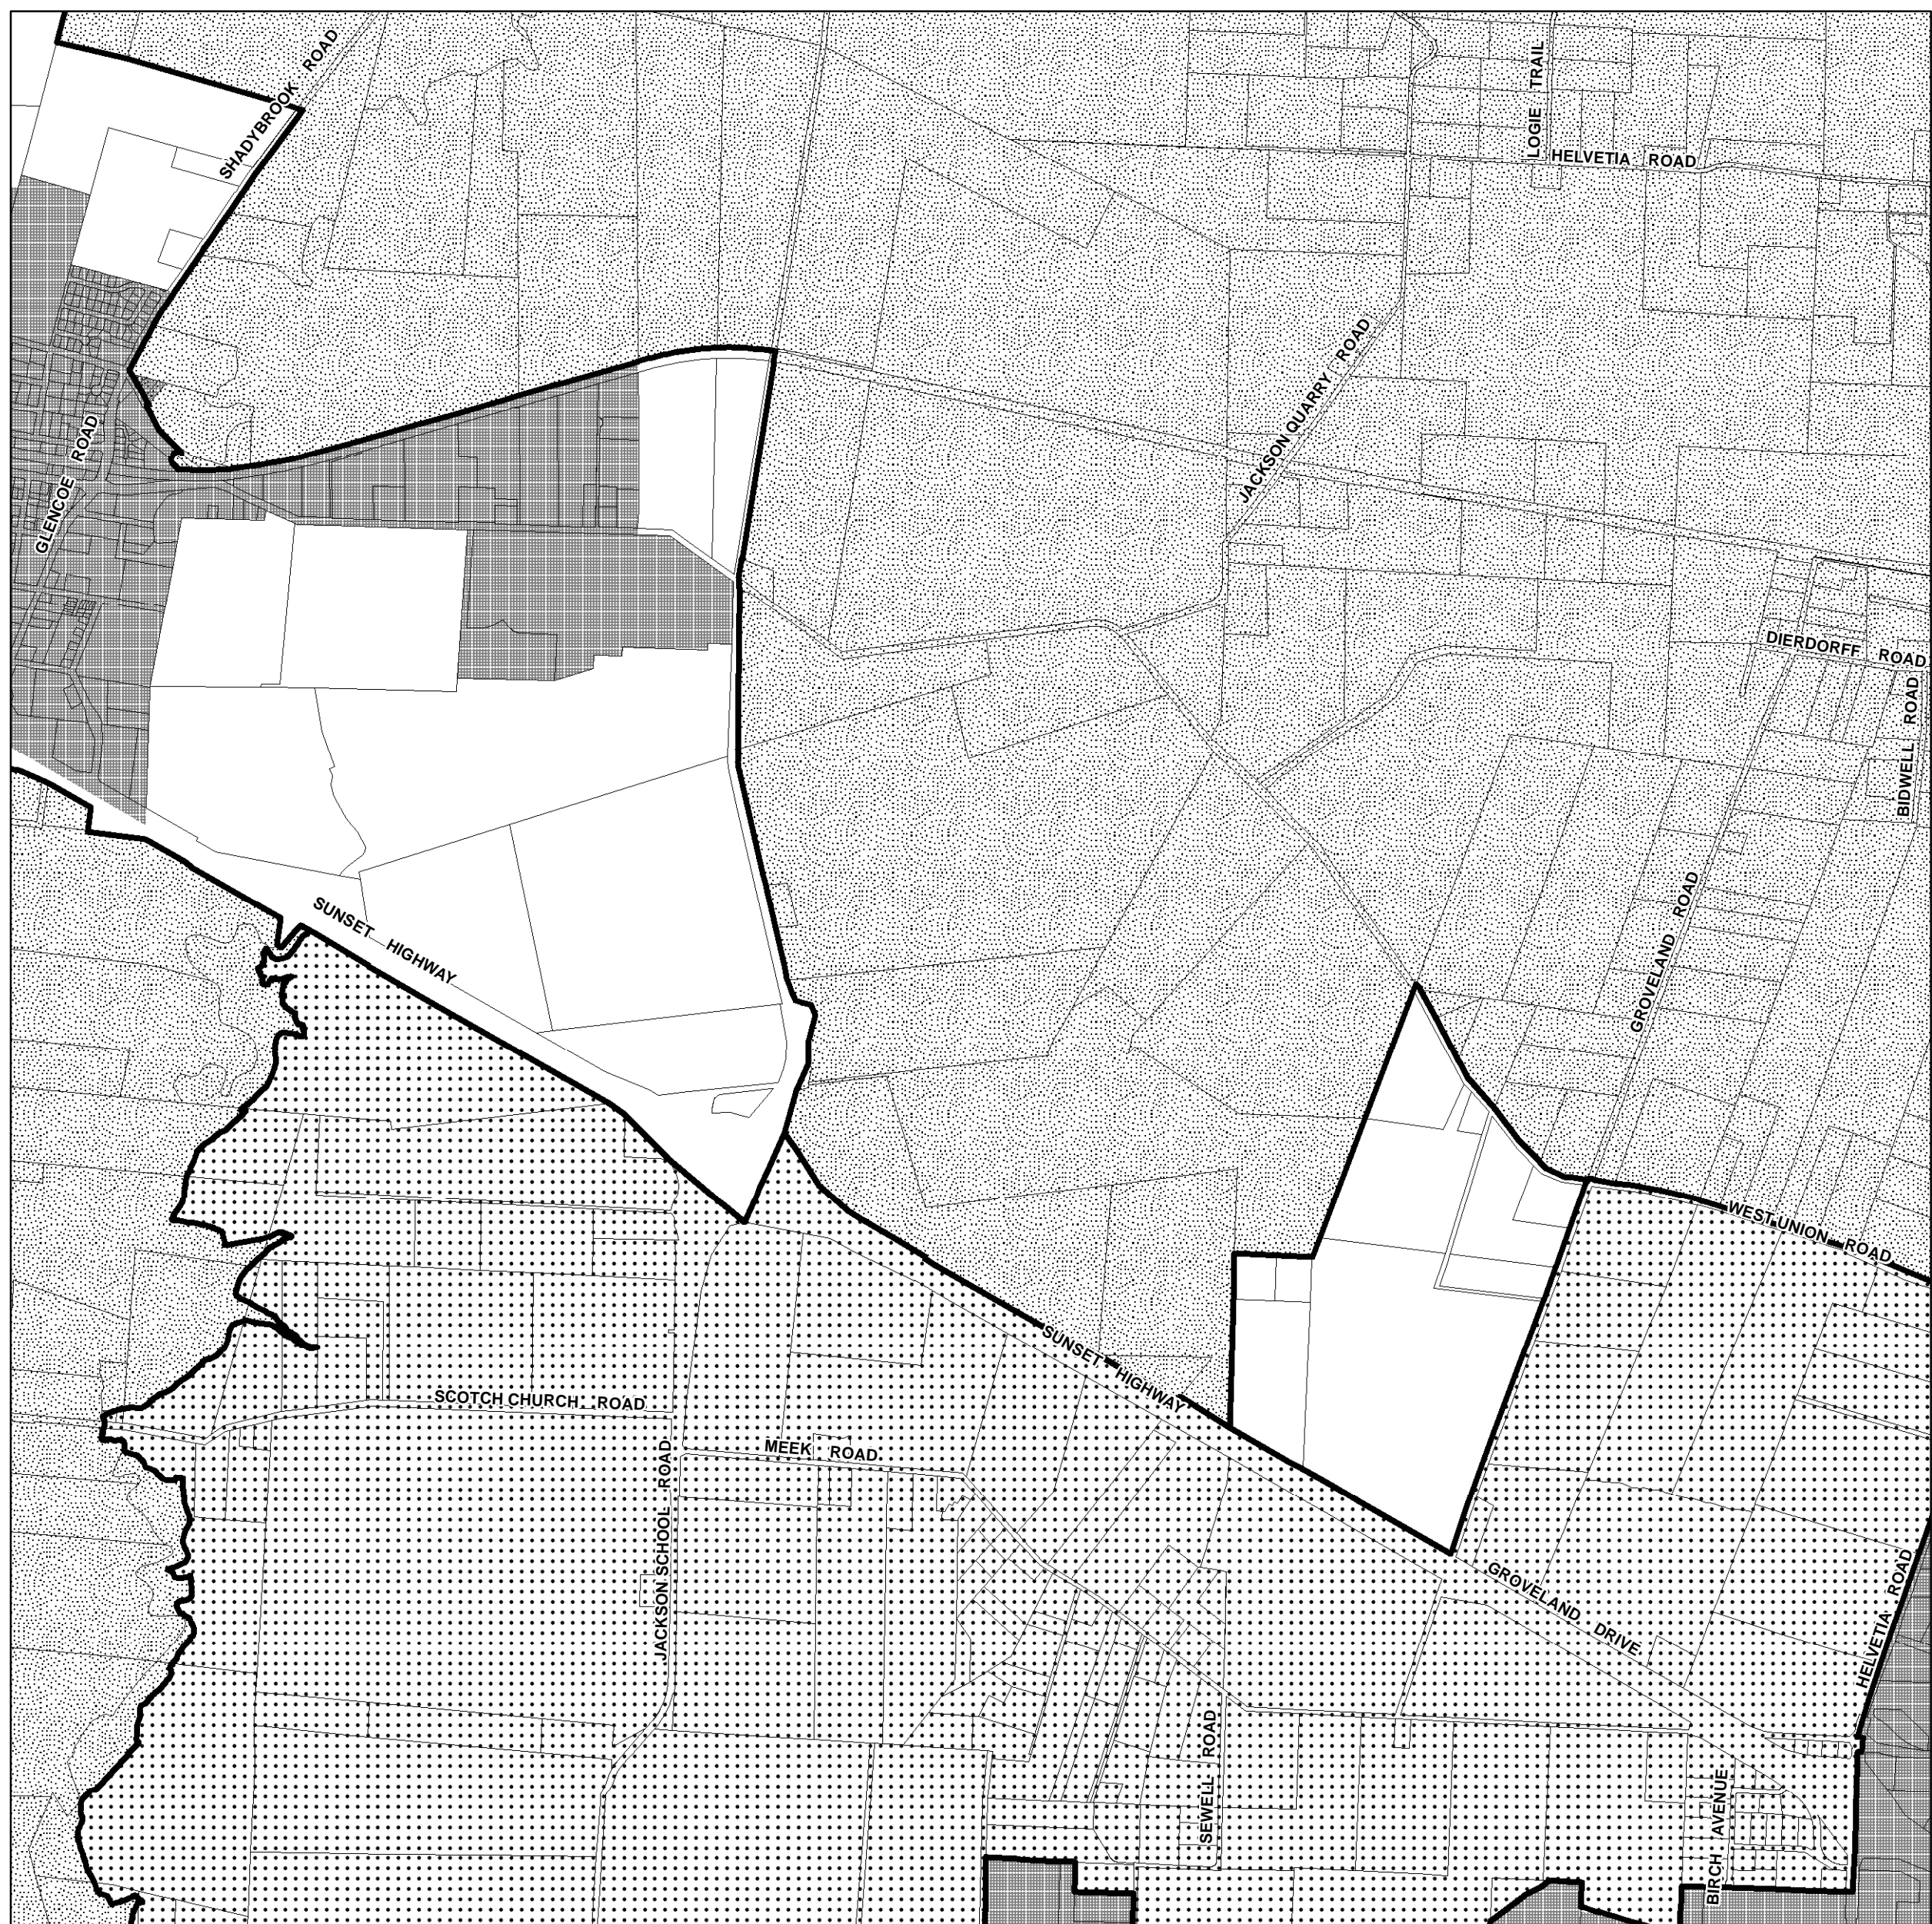 SHADYBROOK ROAD
LOGIE TRAIL
HELVETIA ROAD
JACKSON QUARRY ROAD
GLENCOE ROAD
DIERDORFF ROAD
BIDWELL ROAD
GROVELAND ROAD
SUNSET HIGHWAY
WEST UNION ROAD
SUNSET HIGHWAY
SCOTCH CHURCH ROAD
MEEK ROAD
JACKSON SCHOOL ROAD
GROVELAND DRIVE
HELVETIA ROAD
SEWELL ROAD
BIRCH AVENUE